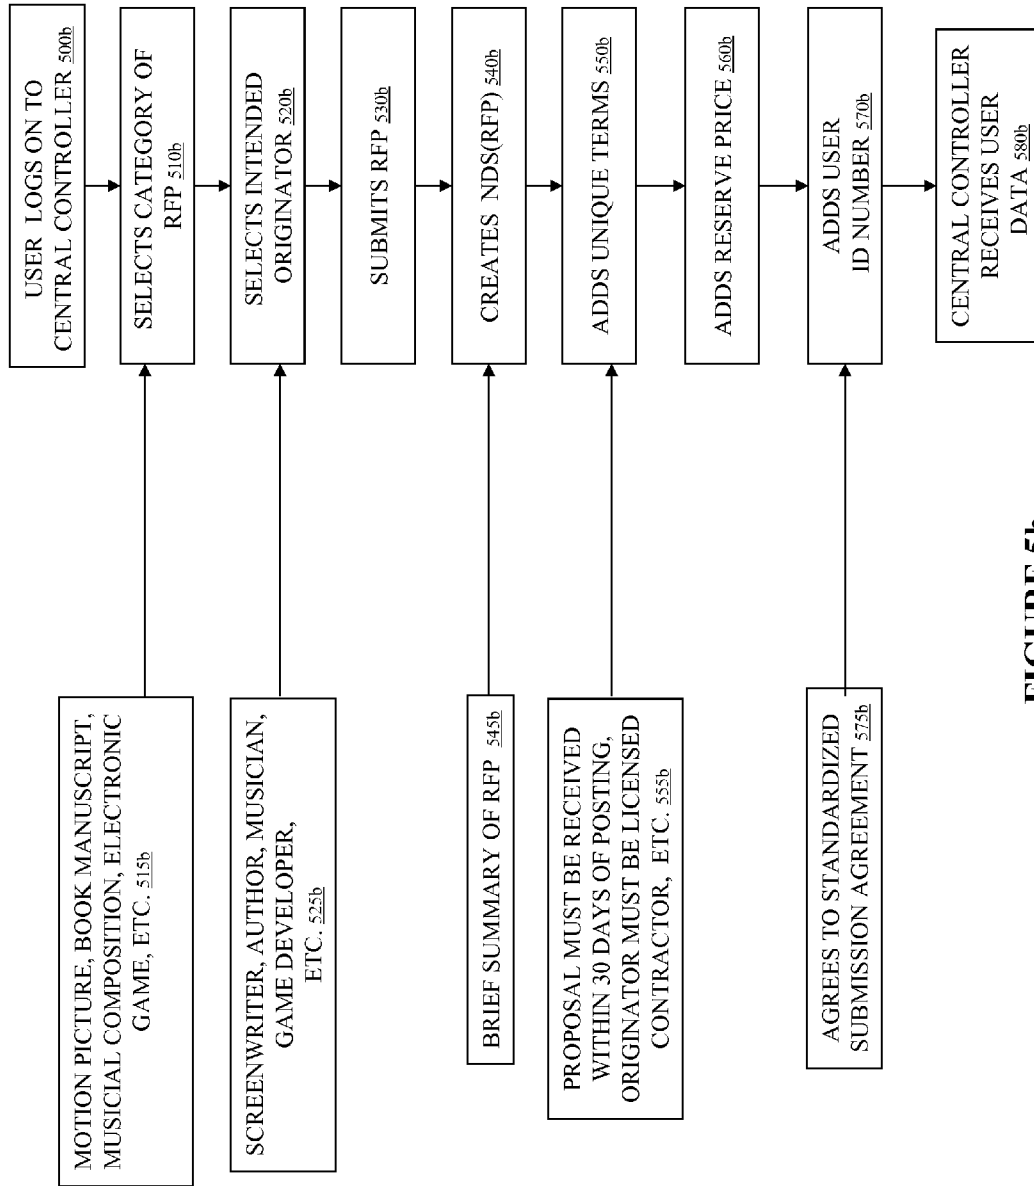 USER LOGS ON TO
CENTRAL CONTROLLER 500b
SELECTS CATEGORY OF
RFP 510b
MOTION PICTURE, BOOK MANUSCRIPT,
MUSICIAL COMPOSITION, ELECTRONIC
GAME, ETC. 515b
SELECTS INTENDED
ORIGINATOR 520b
SCREENWRITER, AUTHOR, MUSICIAN,
GAME DEVELOPER,
ETC. 525b
SUBMITS RFP 530b
CREATES NDS(RFP) 540b
BRIEF SUMMARY OF RFP 545b
ADDS UNIQUE TERMS 550b
PROPOSAL MUST BE RECEIVED
WITHIN 30 DAYS OF POSTING,
ORIGINATOR MUST BE LICENSED
CONTRACTOR, ETC. 555b
ADDS RESERVE PRICE 560b
ADDS USER
ID NUMBER 570b
AGREES TO STANDARDIZED
SUBMISSION AGREEMENT 575b
CENTRAL CONTROLLER
RECEIVES USER
DATA 580b
FIGURE 5b